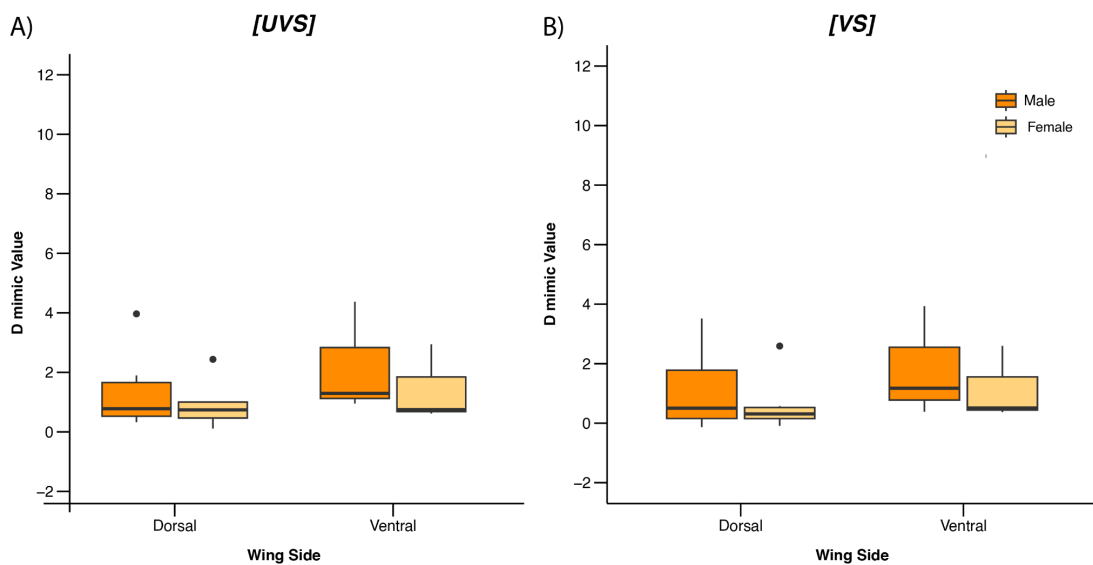 A)
[UVS]
D mimic Value
12
10
8
6
4
2
0
−2
Dorsal
Ventral
Wing Side
B)
[VS]
D mimic Value
12
10
8
6
4
2
0
−2
Male
Female
Dorsal
Ventral
Wing Side